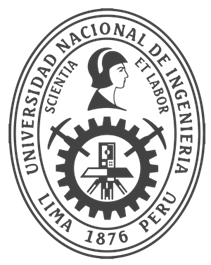 UNIVERSIDAD NACIONAL DE INGENIERIA
SCIENTIA ET LABOR
LIMA 1876 PERU